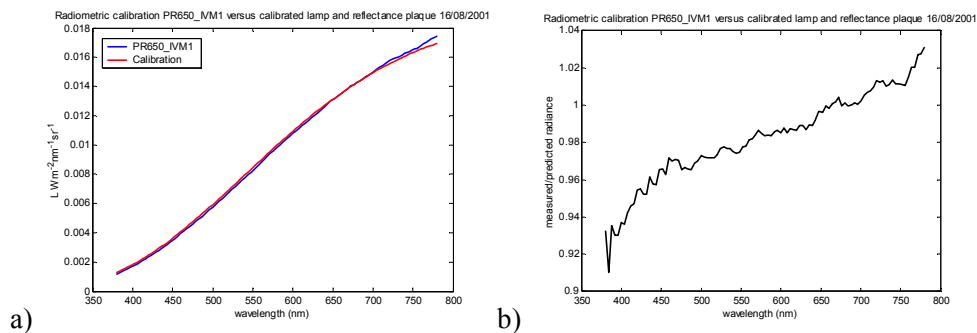 Radiometric calibration PR650_IVM1 versus calibrated lamp and reflectance plaque 16/08/2001
0.018
0.016
0.014
0.012
0.01
0.008
0.006
0.004
0.002
0
L Wm-2nm-1sr-1
PR650_IVM1
Calibration
350 400 450 500 550 600 650 700 750 800
wavelength (nm)
a)
Radiometric calibration PR650_IVM1 versus calibrated lamp and reflectance plaque 16/08/2001
1.04
1.02
1
0.98
0.96
0.94
0.92
0.9
measured/predicted radiance
350 400 450 500 550 600 650 700 750 800
wavelength (nm)
b)